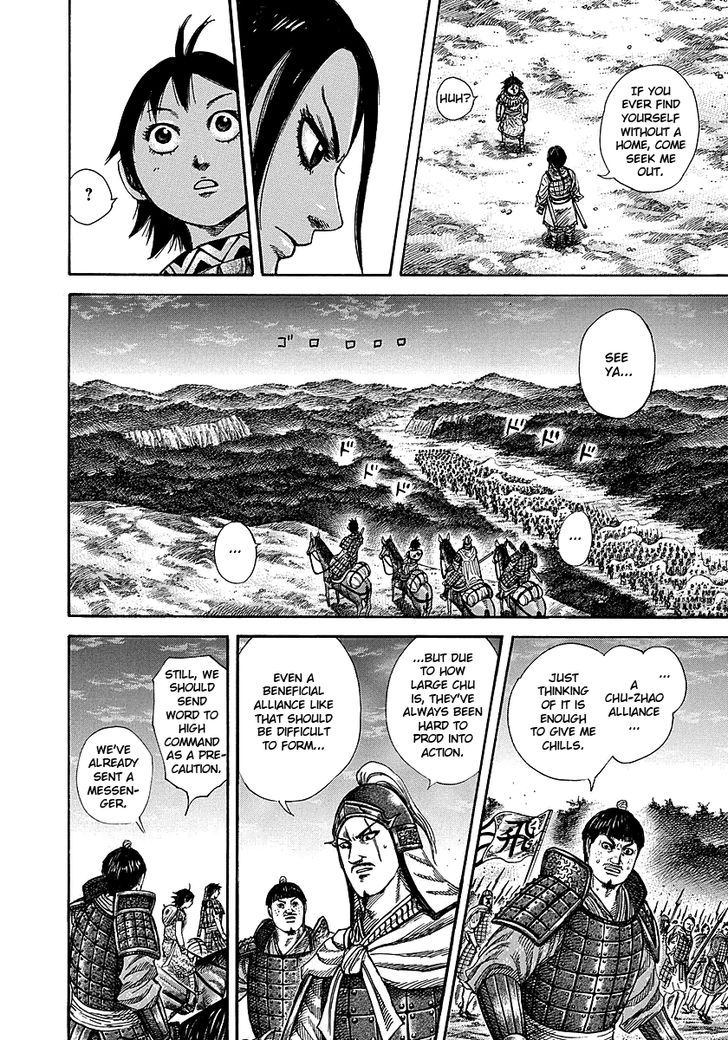 IF YOU
EVER FIND
YOURSELF
WITHOUT A
HOME, COME
SEEK ME
OUT.
HUH?
?
SEE
YA...
ゴロロロロ
ドドド
ドドド
...
...
...
A
CHU-ZHAO
ALLIANCE
...
JUST
THINKING
OF IT IS
ENOUGH
TO GIVE ME
CHILLS.
飛
...BUT DUE
TO HOW
LARGE CHU
IS, THEY'VE
ALWAYS BEEN
HARD TO
PROD INTO
ACTION.
EVEN A
BENEFICIAL
ALLIANCE LIKE
THAT SHOULD
BE DIFFICULT
TO FORM...
STILL, WE
SHOULD
SEND
WORD TO
HIGH
COMMAND
AS A PRE-
CAUTION.
WE'VE
ALREADY
SENT A
MESSEN-
GER.